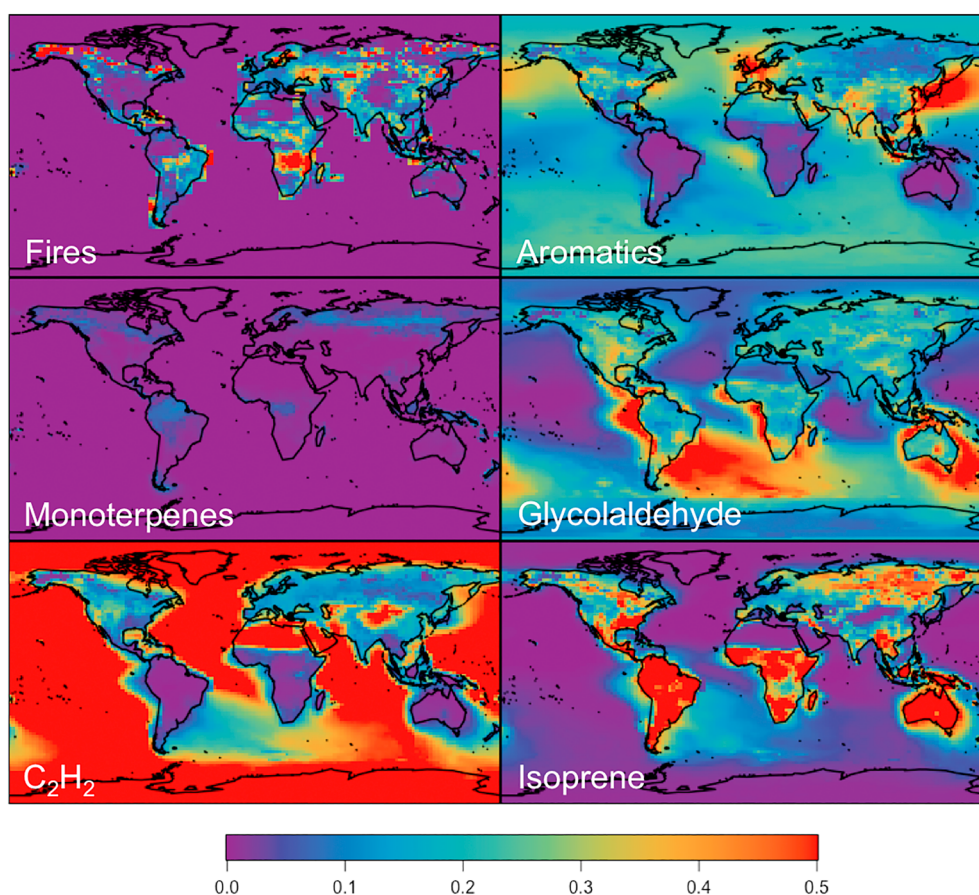 Fires
Aromatics
Monoterpenes
Glycolaldehyde
C₂H₂
Isoprene
0.0 0.1 0.2 0.3 0.4 0.5